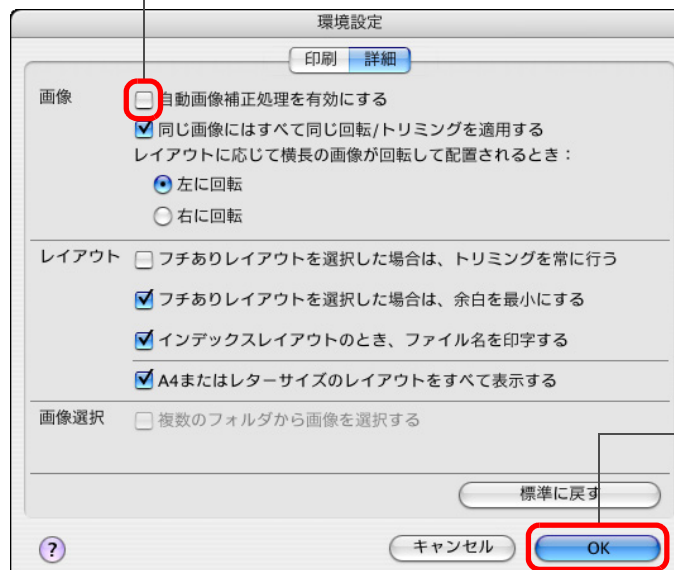 環境設定
印刷 詳細
画像 自動画像補正処理を有効にする
同じ画像にはすべて同じ回転/トリミングを適用する
レイアウトに応じて横長の画像が回転して配置されるとき：
左に回転
右に回転
レイアウト フチありレイアウトを選択した場合は、トリミングを常に行う
フチありレイアウトを選択した場合は、余白を最小にする
インデックスレイアウトのとき、ファイル名を印字する
A4またはレターサイズのレイアウトをすべて表示する
画像選択 複数のフォルダから画像を選択する
標準に戻す
? キャンセル OK